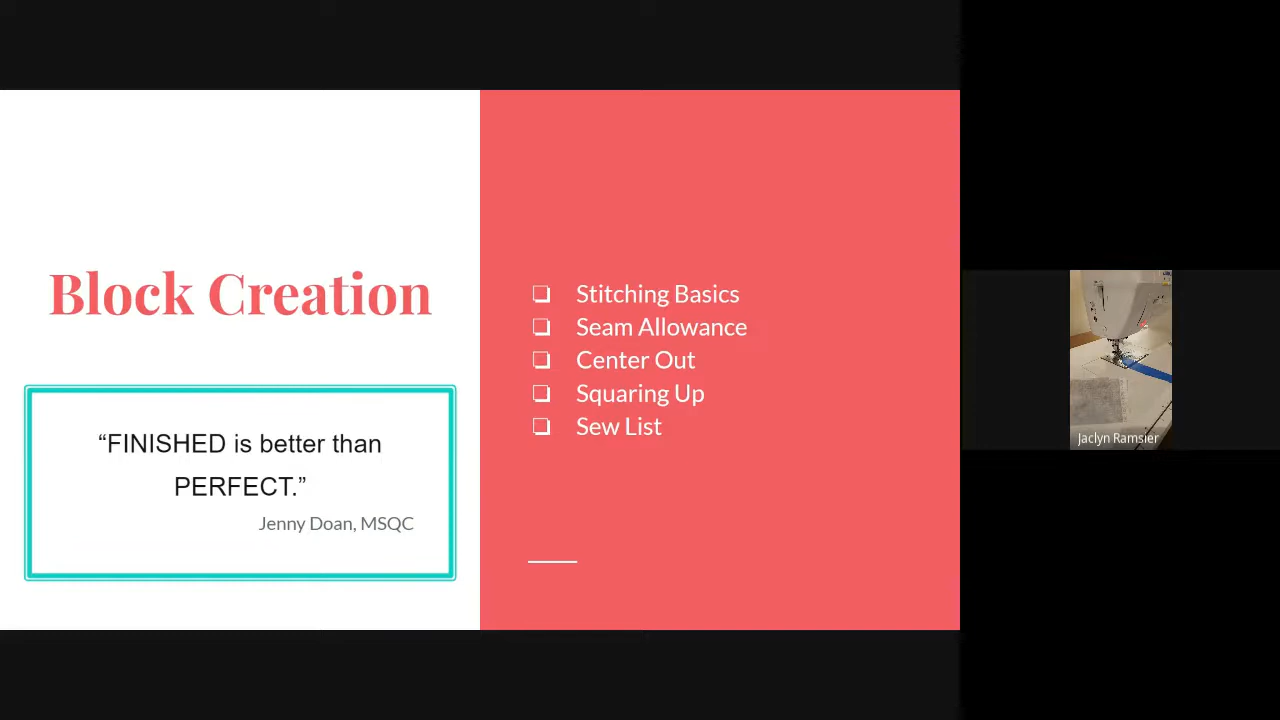 Block Creation
“FINISHED is better than
PERFECT.”
Jenny Doan, MSQC
❏ Stitching Basics
❏ Seam Allowance
❏ Center Out
❏ Squaring Up
❏ Sew List
Jaclyn Ramsier